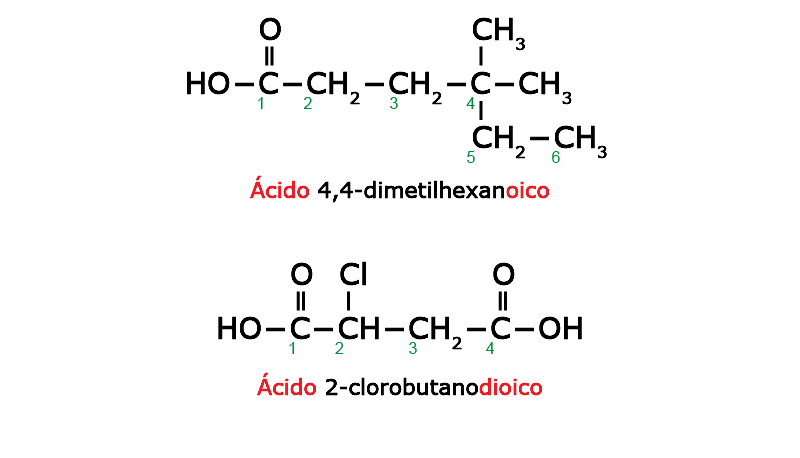 O CH₃
HO–C–CH₂–CH₂–C–CH₃
1 2 3 4
CH₂–CH₃
5 6
Ácido 4,4-dimetilhexanoico
O Cl O
HO–C–CH–CH₂–C–OH
1 2 3 4
Ácido 2-clorobutanodioico